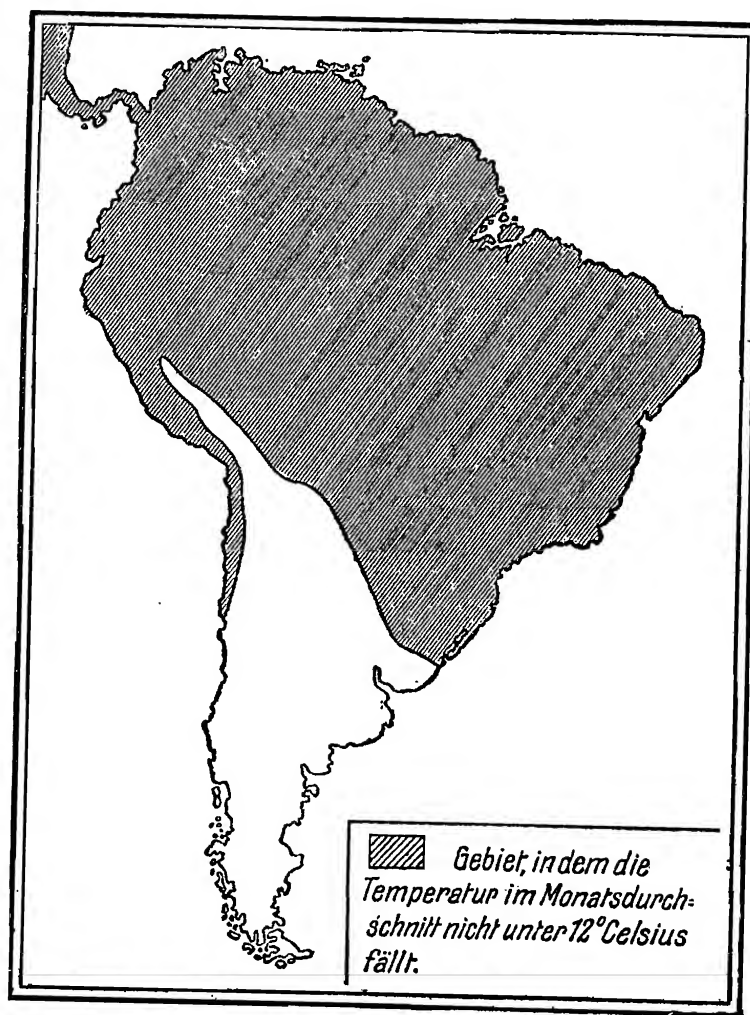 Gebiet, in dem die
Temperatur im Monatsdurch=
schnitt nicht unter 12° Celsius
fällt.